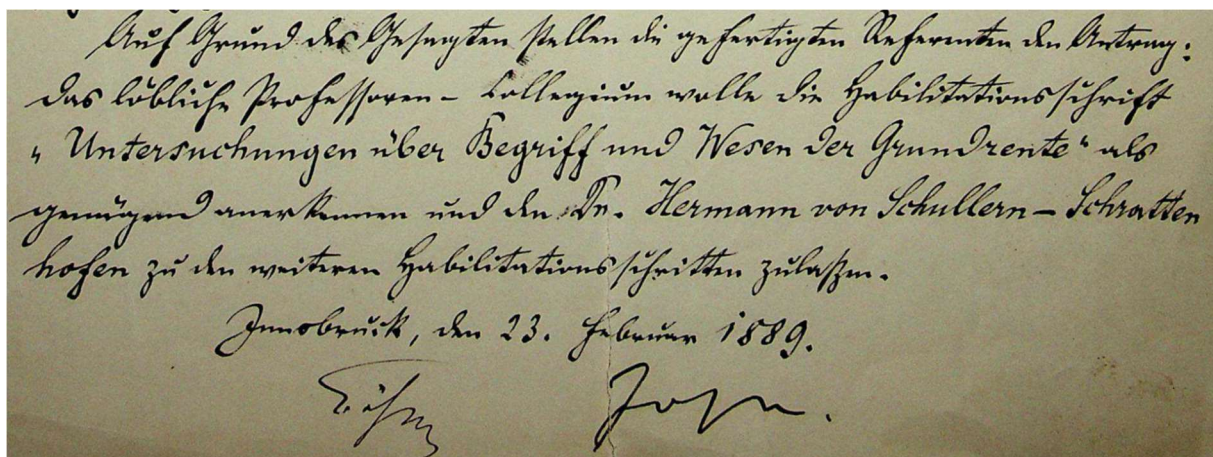 Auf Grund des Gesagten stellen die gefertigten Referenten den Antrag:
Das löbliche Professoren-Collegium wolle die Habilitationsschrift
„Untersuchungen über Begriff und Wesen der Grundrente“ als
genügend anerkennen und den Dr. Hermann von Schullern-Schratten
hofen zu den weiteren Habilitationsschritten zulaßen.
Innsbruck, den 23. Februar 1889.
Böhm John.